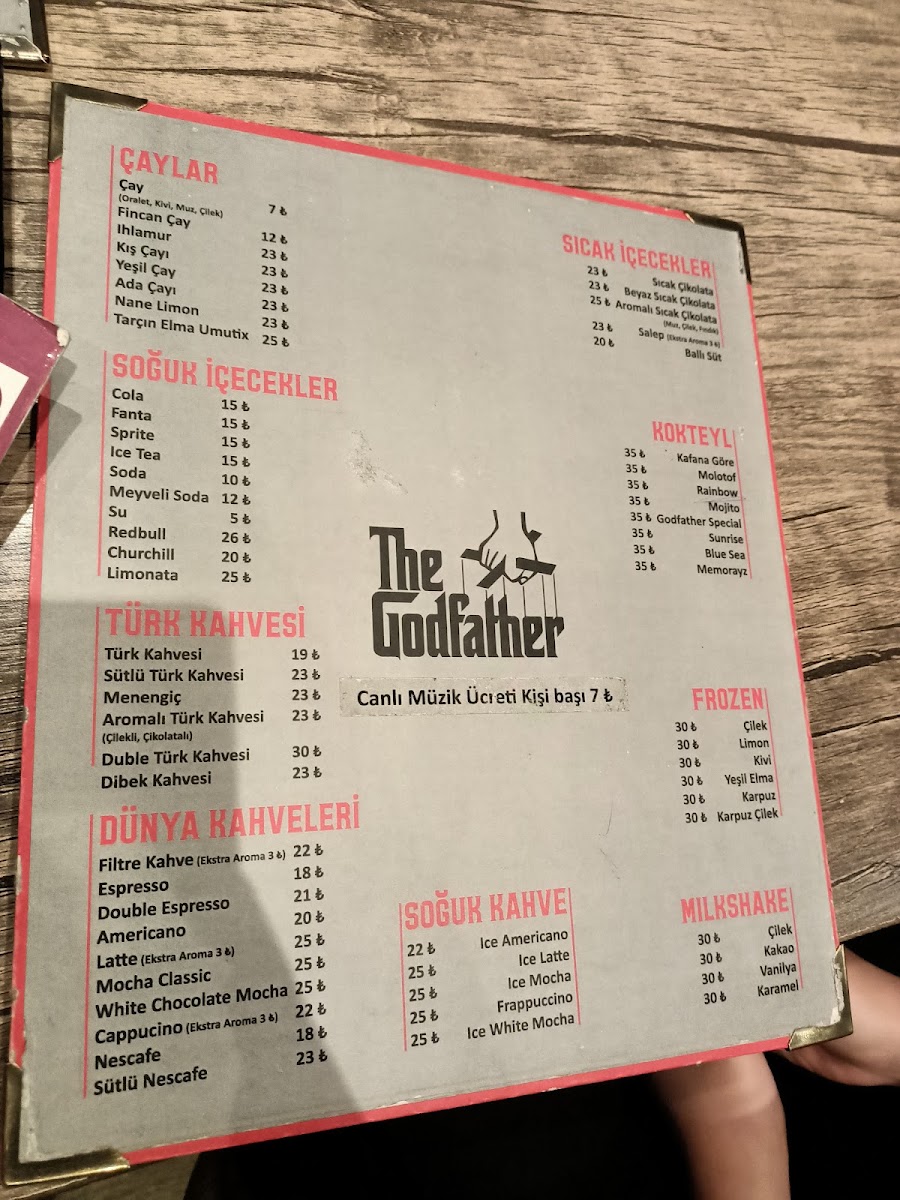 ÇAYLAR
Çay 7 ₺
(Oralet, Kivi, Muz, Çilek)
Fincan Çay 12 ₺
Ihlamur 23 ₺
Kış Çayı 23 ₺
Yeşil Çay 23 ₺
Ada Çayı 23 ₺
Nane Limon 23 ₺
Tarçın Elma Umutix 25 ₺
SOĞUK İÇECEKLER
Cola 15 ₺
Fanta 15 ₺
Sprite 15 ₺
Ice Tea 15 ₺
Soda 10 ₺
Meyveli Soda 12 ₺
Su 5 ₺
Redbull 26 ₺
Churchill 20 ₺
Limonata 25 ₺
TÜRK KAHVESİ
Türk Kahvesi 19 ₺
Sütlü Türk Kahvesi 23 ₺
Menengiç 23 ₺
Aromalı Türk Kahvesi 23 ₺
(Çilekli, Çikolatalı)
Duble Türk Kahvesi 30 ₺
Dibek Kahvesi 23 ₺
DÜNYA KAHVELERİ
Filtre Kahve (Ekstra Aroma 3 ₺) 22 ₺
Espresso 18 ₺
Double Espresso 21 ₺
Americano 20 ₺
Latte (Ekstra Aroma 3 ₺) 25 ₺
Mocha Classic 25 ₺
White Chocolate Mocha 25 ₺
Cappucino (Ekstra Aroma 3 ₺) 22 ₺
Nescafe 18 ₺
Sütlü Nescafe 23 ₺
The
Godfather
Canlı Müzik Ücreti Kişi başı 7 ₺
SOĞUK KAHVE
22 ₺ Ice Americano
25 ₺ Ice Latte
25 ₺ Ice Mocha
25 ₺ Frappuccino
25 ₺ Ice White Mocha
SICAK İÇECEKLER
23 ₺ Sıcak Çikolata
23 ₺ Beyaz Sıcak Çikolata
25 ₺ Aromalı Sıcak Çikolata
(Muz, Çilek, Fındık)
23 ₺ Salep (Ekstra Aroma 3 ₺)
20 ₺ Ballı Süt
KOKTEYL
35 ₺ Kafana Göre
35 ₺ Molotof
35 ₺ Rainbow
35 ₺ Mojito
35 ₺ Godfather Special
35 ₺ Sunrise
35 ₺ Blue Sea
35 ₺ Memorayz
FROZEN
30 ₺ Çilek
30 ₺ Limon
30 ₺ Kivi
30 ₺ Yeşil Elma
30 ₺ Karpuz
30 ₺ Karpuz Çilek
MILKSHAKE
30 ₺ Çilek
30 ₺ Kakao
30 ₺ Vanilya
30 ₺ Karamel